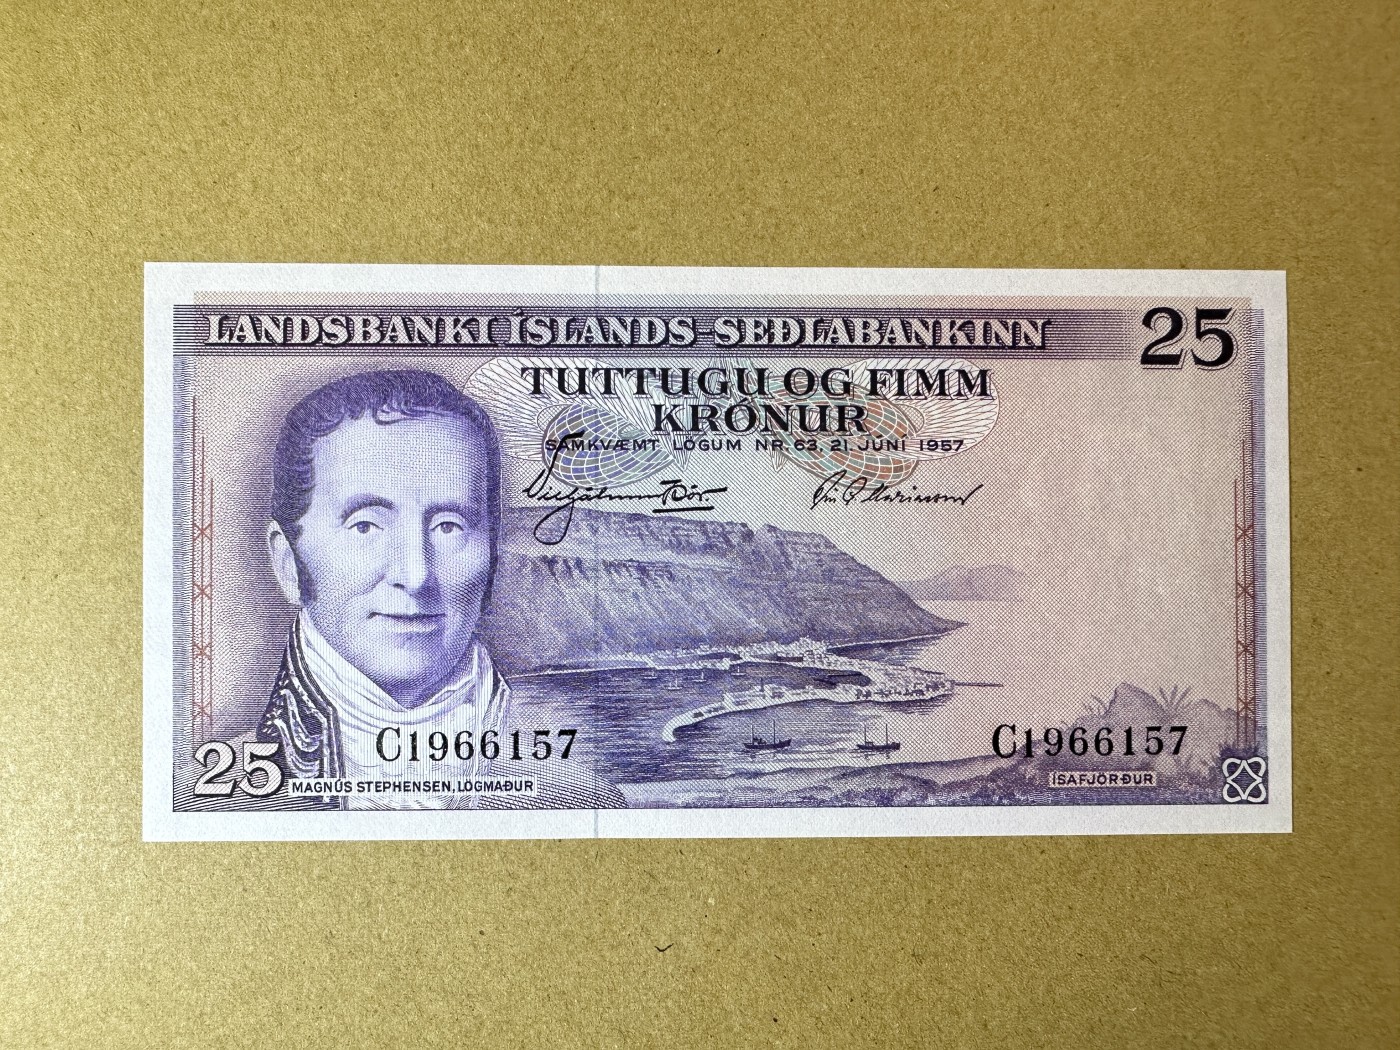 LANDSBANKI ÍSLANDS-SEÐLABANKINN
25
TUTTUGU OG FIMM
KRÓNUR
SAMKVÆMT LÖGUM NR. 63, 21. JÚNÍ 1957
C1966157
C1966157
25
MAGNÚS STEPHENSEN, LÖGMAÐUR
ÍSAFJÖRÐUR